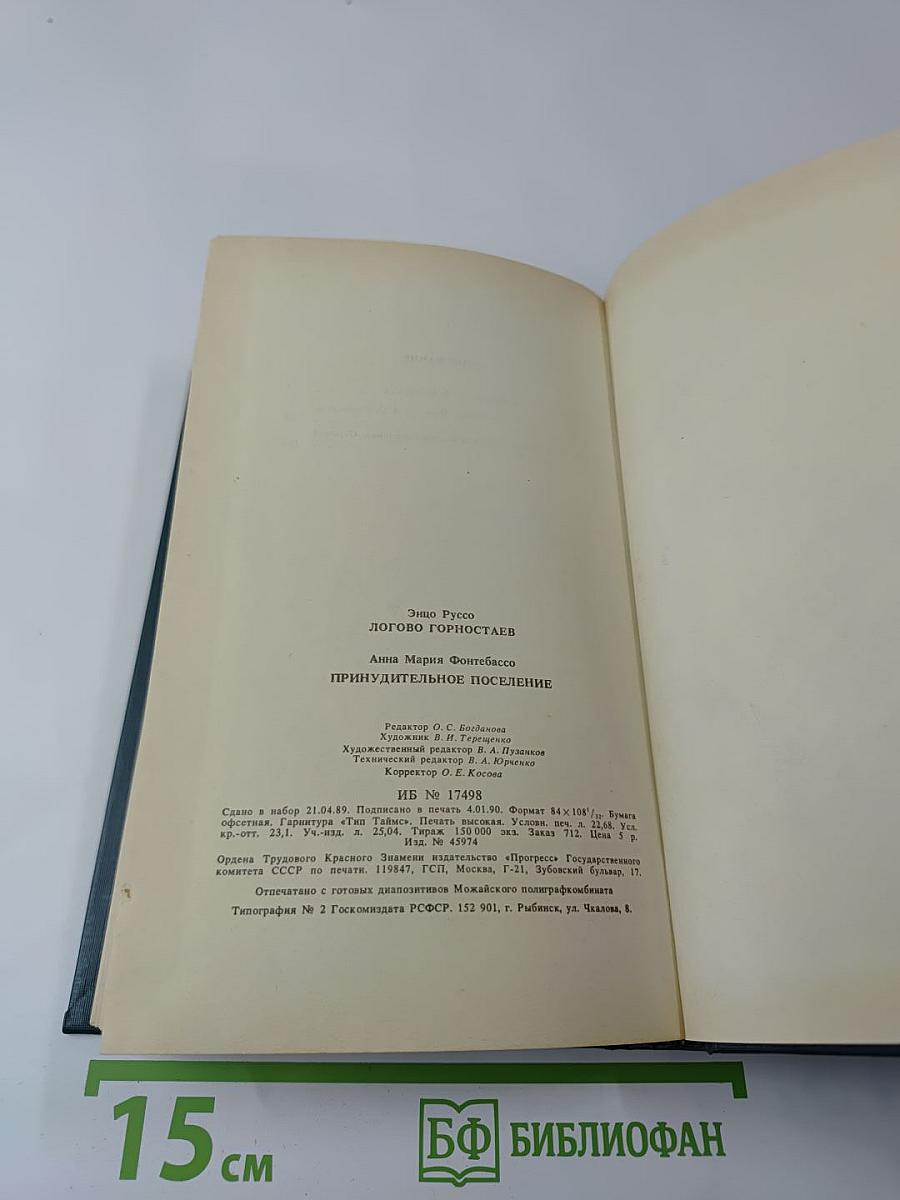 Энцо Руссо
ЛОГОВО ГОРНОСТАЕВ
Анна Мария Фонтебассо
ПРИНУДИТЕЛЬНОЕ ПОСЕЛЕНИЕ
Редактор О. С. Богданова
Художник В. И. Терещенко
Художественный редактор В. А. Пузанков
Технический редактор В. А. Юрченко
Корректор О. Е. Косова
ИБ № 17498
Сдано в набор 21.04.89. Подписано в печать 4.01.90. Формат 84×108¹/₃₂. Бумага
офсетная. Гарнитура «Тип Таймс». Печать высокая. Условн. печ. л. 22,68. Усл.
кр.-отт. 23,1. Уч.-изд. л. 25,04. Тираж 150 000 экз. Заказ 712. Цена 5 р.
Изд. № 45974
Ордена Трудового Красного Знамени издательство «Прогресс» Государственного
комитета СССР по печати. 119847, ГСП, Москва, Г-21, Зубовский бульвар, 17.
Отпечатано с готовых диапозитивов Можайского полиграфкомбината
Типография № 2 Госкомиздата РСФСР. 152 901, г. Рыбинск, ул. Чкалова, 8.
15 см
БФ БИБЛИОФАН